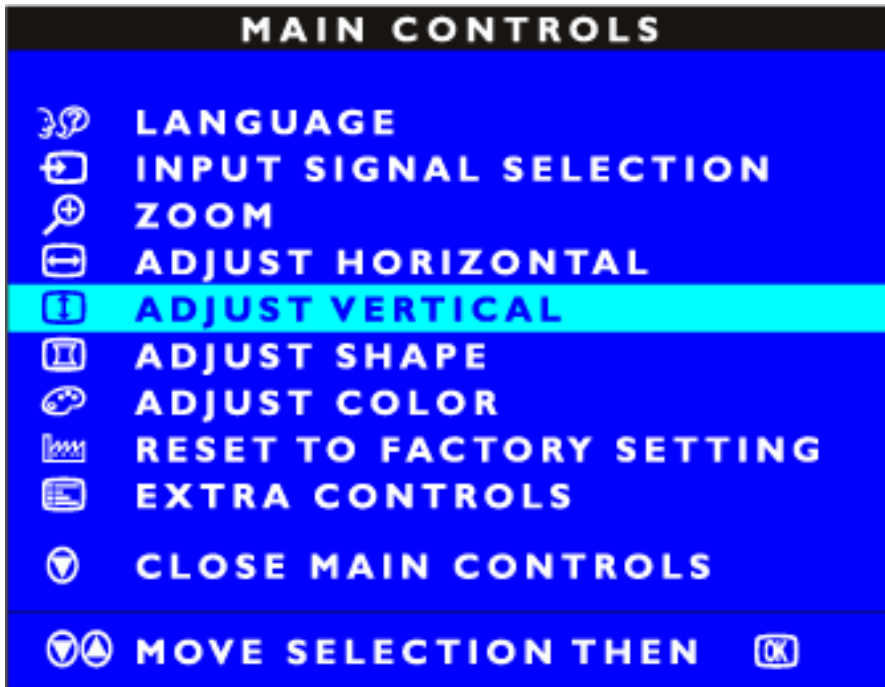 MAIN CONTROLS
LANGUAGE
INPUT SIGNAL SELECTION
ZOOM
ADJUST HORIZONTAL
ADJUST VERTICAL
ADJUST SHAPE
ADJUST COLOR
RESET TO FACTORY SETTING
EXTRA CONTROLS
CLOSE MAIN CONTROLS
MOVE SELECTION THEN OK